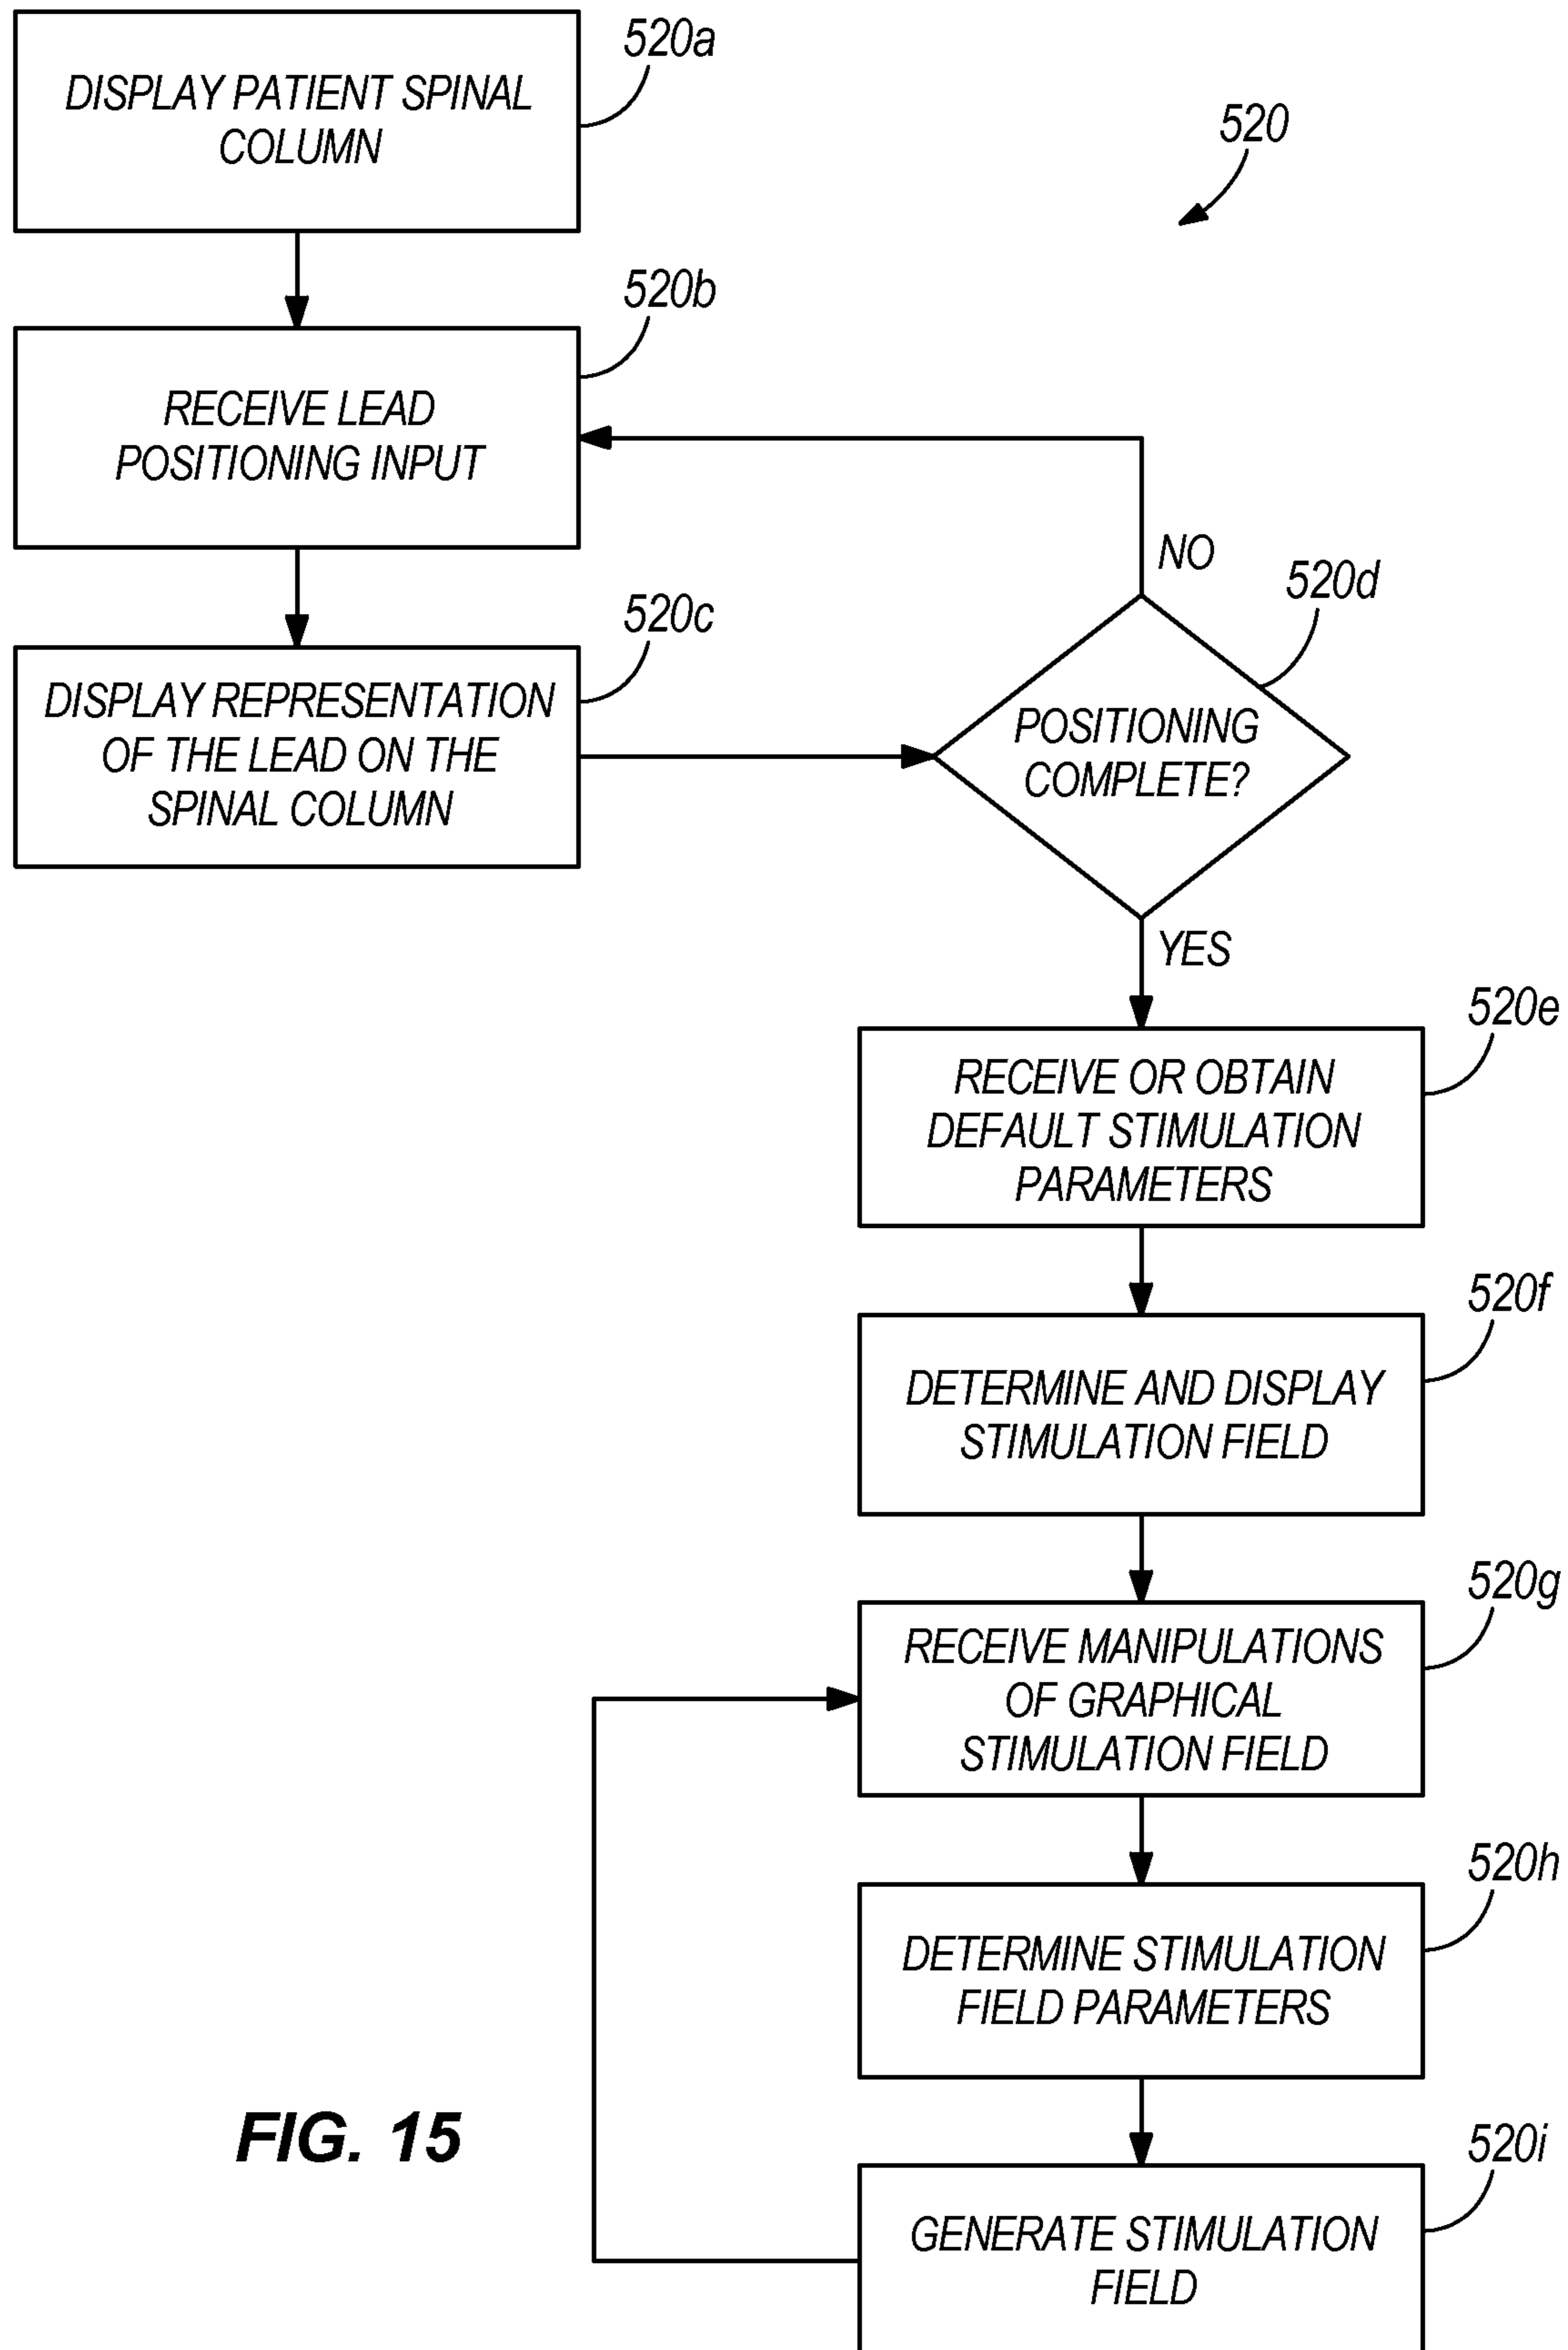 520a
DISPLAY PATIENT SPINAL
COLUMN
520
520b
RECEIVE LEAD
POSITIONING INPUT
NO
520d
520c
DISPLAY REPRESENTATION
OF THE LEAD ON THE
SPINAL COLUMN
POSITIONING
COMPLETE?
YES
520e
RECEIVE OR OBTAIN
DEFAULT STIMULATION
PARAMETERS
520f
DETERMINE AND DISPLAY
STIMULATION FIELD
520g
RECEIVE MANIPULATIONS
OF GRAPHICAL
STIMULATION FIELD
520h
DETERMINE STIMULATION
FIELD PARAMETERS
FIG. 15
520i
GENERATE STIMULATION
FIELD